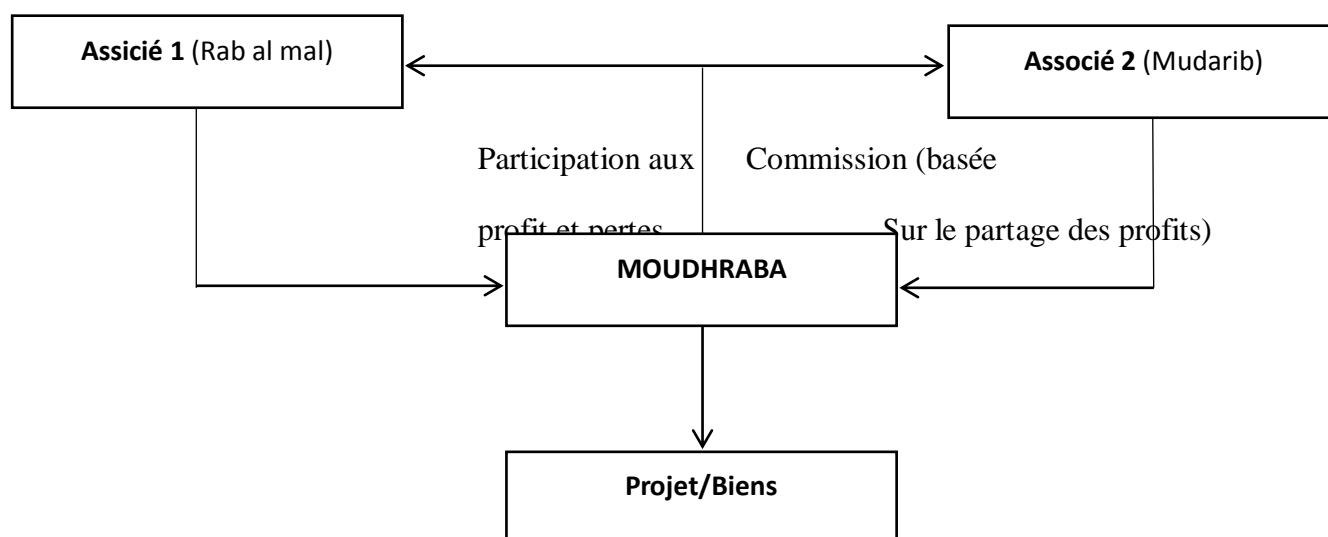 Assicié 1 (Rab al mal)
Associé 2 (Mudarib)
Participation aux
Commission (basée
profit et pertes
Sur le partage des profits)
MOUDHRABA
Projet/Biens